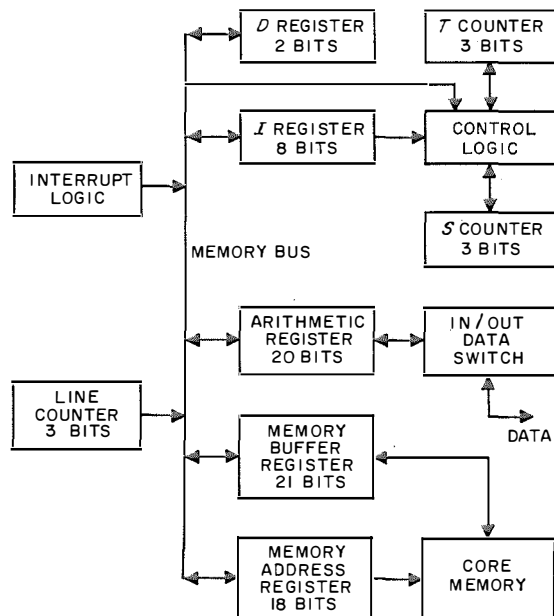 D REGISTER
2 BITS
T COUNTER
3 BITS
I REGISTER
8 BITS
CONTROL
LOGIC
INTERRUPT
LOGIC
S COUNTER
3 BITS
MEMORY BUS
ARITHMETIC
REGISTER
20 BITS
IN/OUT
DATA
SWITCH
LINE
COUNTER
3 BITS
DATA
MEMORY
BUFFER
REGISTER
21 BITS
MEMORY
ADDRESS
REGISTER
18 BITS
CORE
MEMORY